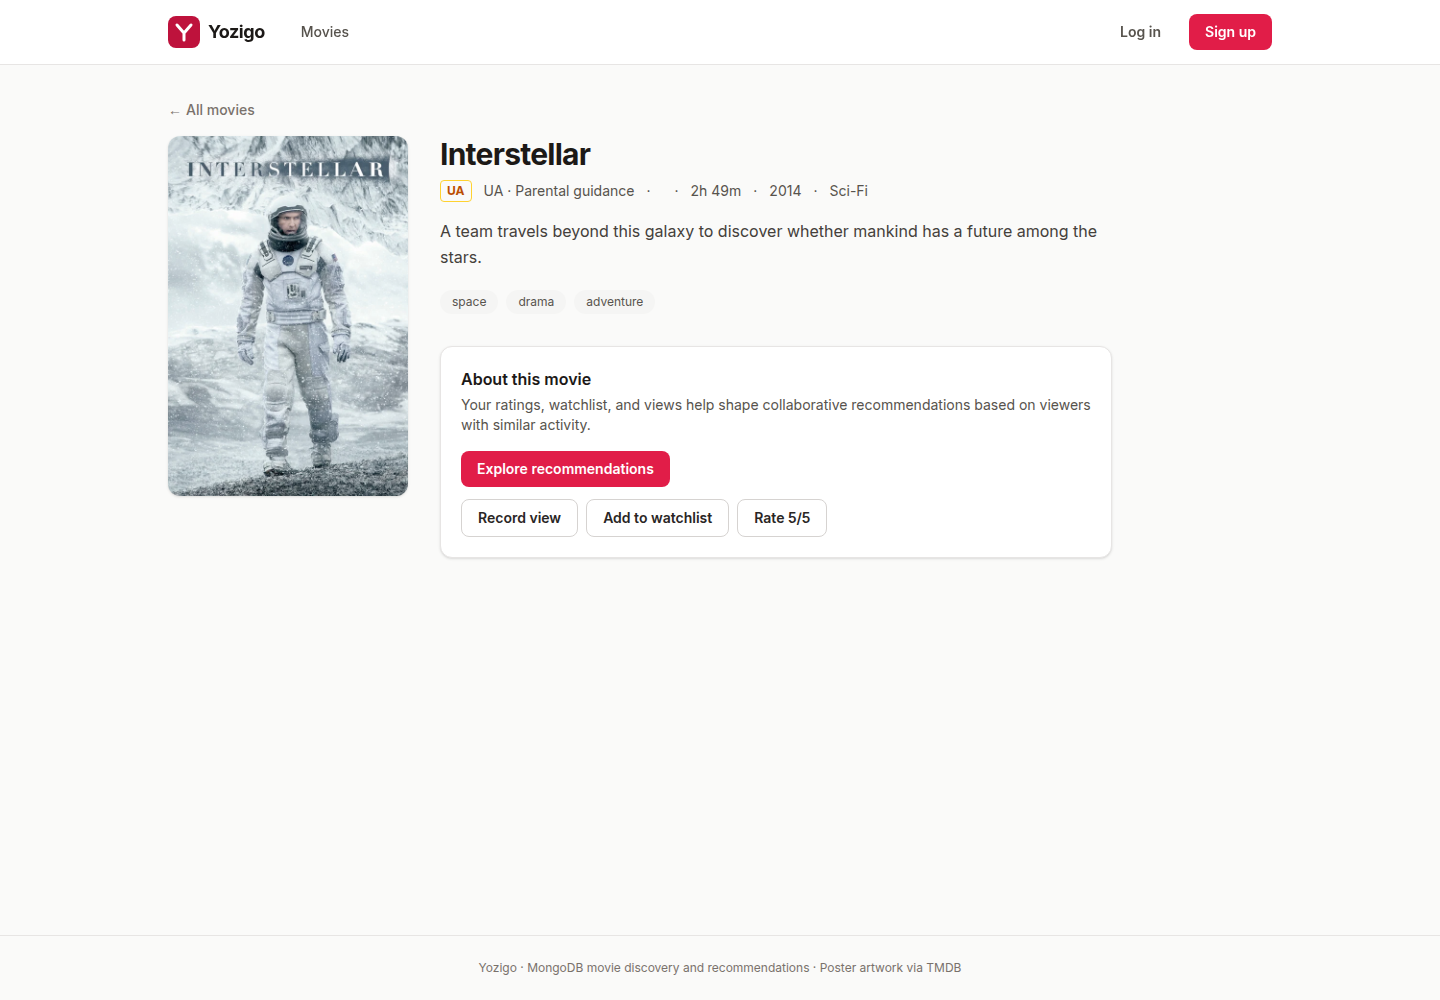 Yozigo Movies Log in Sign up
← All movies
INTERSTELLAR
Interstellar
UA UA · Parental guidance · · 2h 49m · 2014 · Sci-Fi
A team travels beyond this galaxy to discover whether mankind has a future among the
stars.
space drama adventure
About this movie
Your ratings, watchlist, and views help shape collaborative recommendations based on viewers
with similar activity.
Explore recommendations
Record view Add to watchlist Rate 5/5
Yozigo · MongoDB movie discovery and recommendations · Poster artwork via TMDB